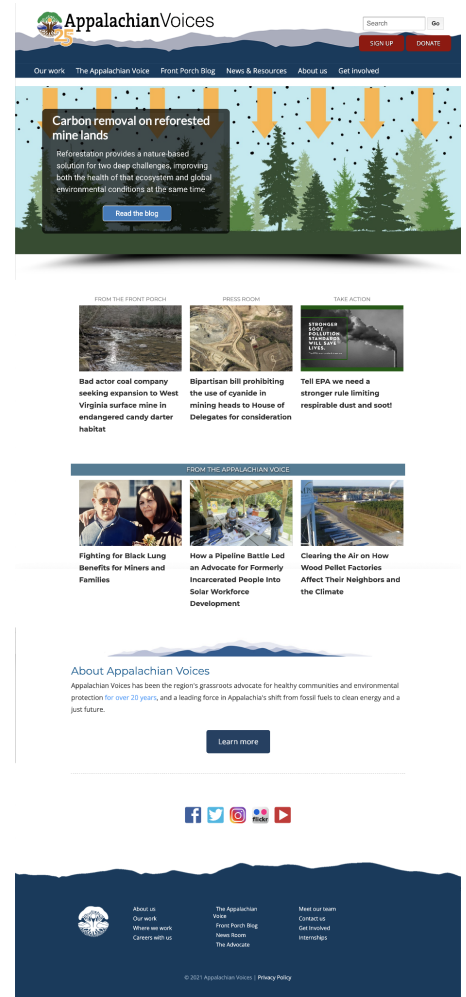 AppalachianVoices
25
Search
Go
SIGN UP
DONATE
Our work
The Appalachian Voice
Front Porch Blog
News & Resources
About us
Get involved
Carbon removal on reforested
mine lands
Reforestation provides a nature-based
solution for two deep challenges, improving
both the health of that ecosystem and global
environmental conditions at the same time
Read the blog
FROM THE FRONT PORCH
PRESS ROOM
TAKE ACTION
STRONGER
SOOT
POLLUTION
STANDARDS
WILL SAVE
LIVES.
Bad actor coal company
seeking expansion to West
Virginia surface mine in
endangered candy darter
habitat
Bipartisan bill prohibiting
the use of cyanide in
mining heads to House of
Delegates for consideration
Tell EPA we need a
stronger rule limiting
respirable dust and soot!
FROM THE APPALACHIAN VOICE
Fighting for Black Lung
Benefits for Miners and
Families
How a Pipeline Battle Led
an Advocate for Formerly
Incarcerated People Into
Solar Workforce
Development
Clearing the Air on How
Wood Pellet Factories
Affect Their Neighbors and
the Climate
About Appalachian Voices
Appalachian Voices has been the region's grassroots advocate for healthy communities and environmental
protection for over 20 years, and a leading force in Appalachia's shift from fossil fuels to clean energy and a
just future.
Learn more
flickr
About us
Our work
Where we work
Careers with us
The Appalachian
Voice
Front Porch Blog
News Room
The Advocate
Meet our team
Contact us
Get Involved
Internships
© 2021 Appalachian Voices | Privacy Policy